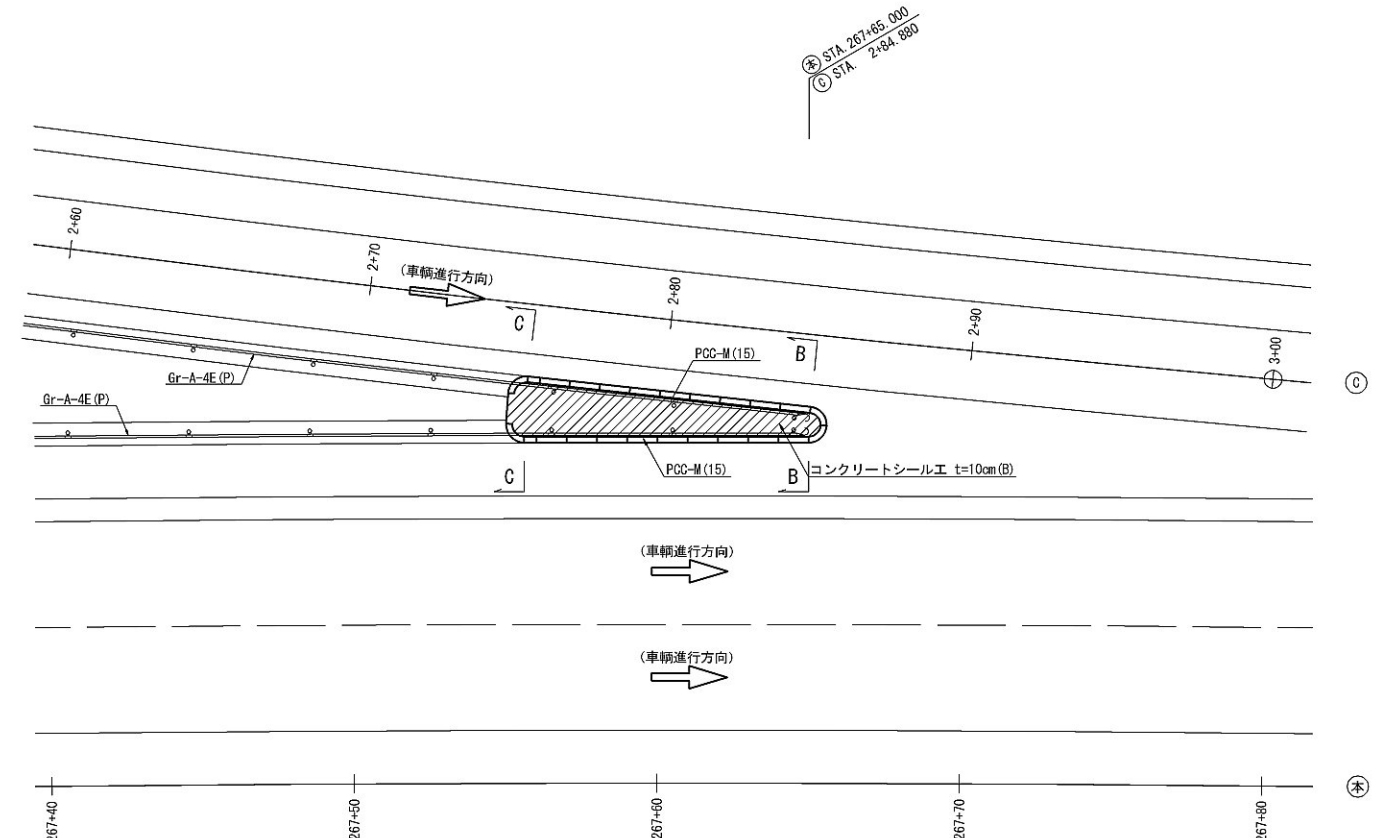 本 STA. 267+65.000
C STA. 2+84.880
2+60
2+70
(車輌進行方向)
2+80
2+90
3+00
C
C
B
PCC-M(15)
Gr-A-4E(P)
Gr-A-4E(P)
C
PCC-M(15)
B
コンクリートシール工 t=10cm(B)
(車輌進行方向)
(車輌進行方向)
本
267+40
267+50
267+60
267+70
267+80